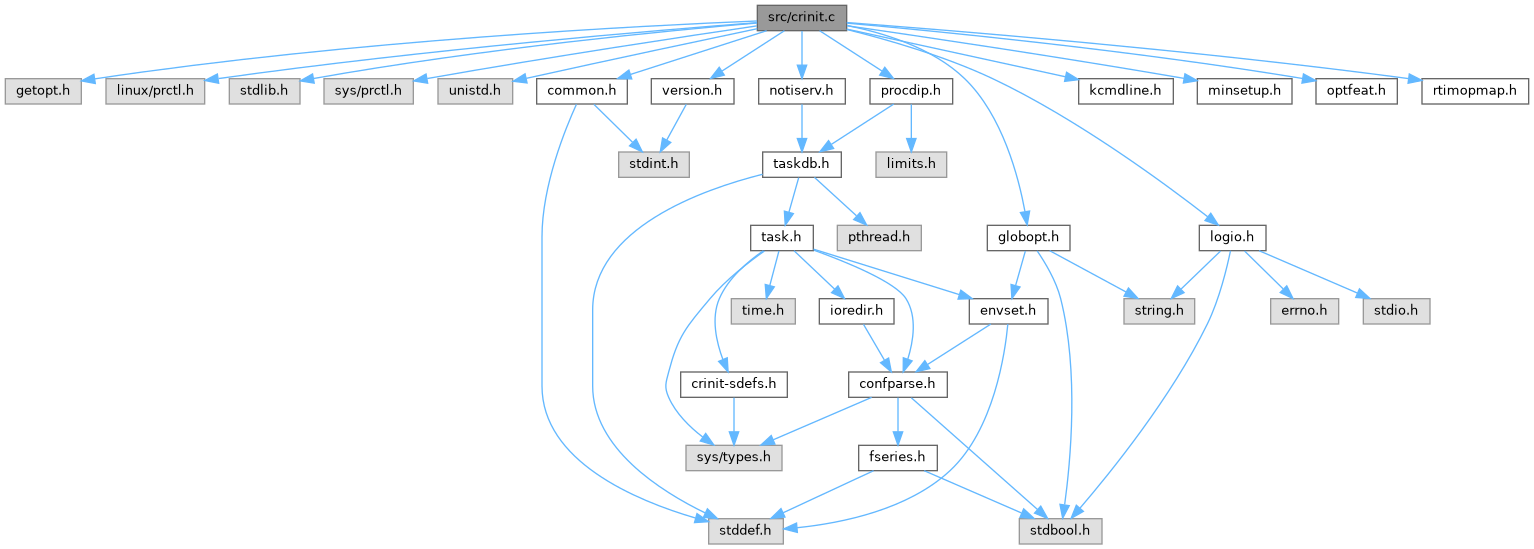 src/crinit.c
getopt.h
linux/prctl.h
stdlib.h
sys/prctl.h
unistd.h
common.h
version.h
notiserv.h
procdip.h
kcmdline.h
minsetup.h
optfeat.h
rtimopmap.h
stdint.h
taskdb.h
limits.h
task.h
pthread.h
globopt.h
logio.h
time.h
ioredir.h
envset.h
string.h
errno.h
stdio.h
crinit-sdefs.h
confparse.h
sys/types.h
fseries.h
stddef.h
stdbool.h